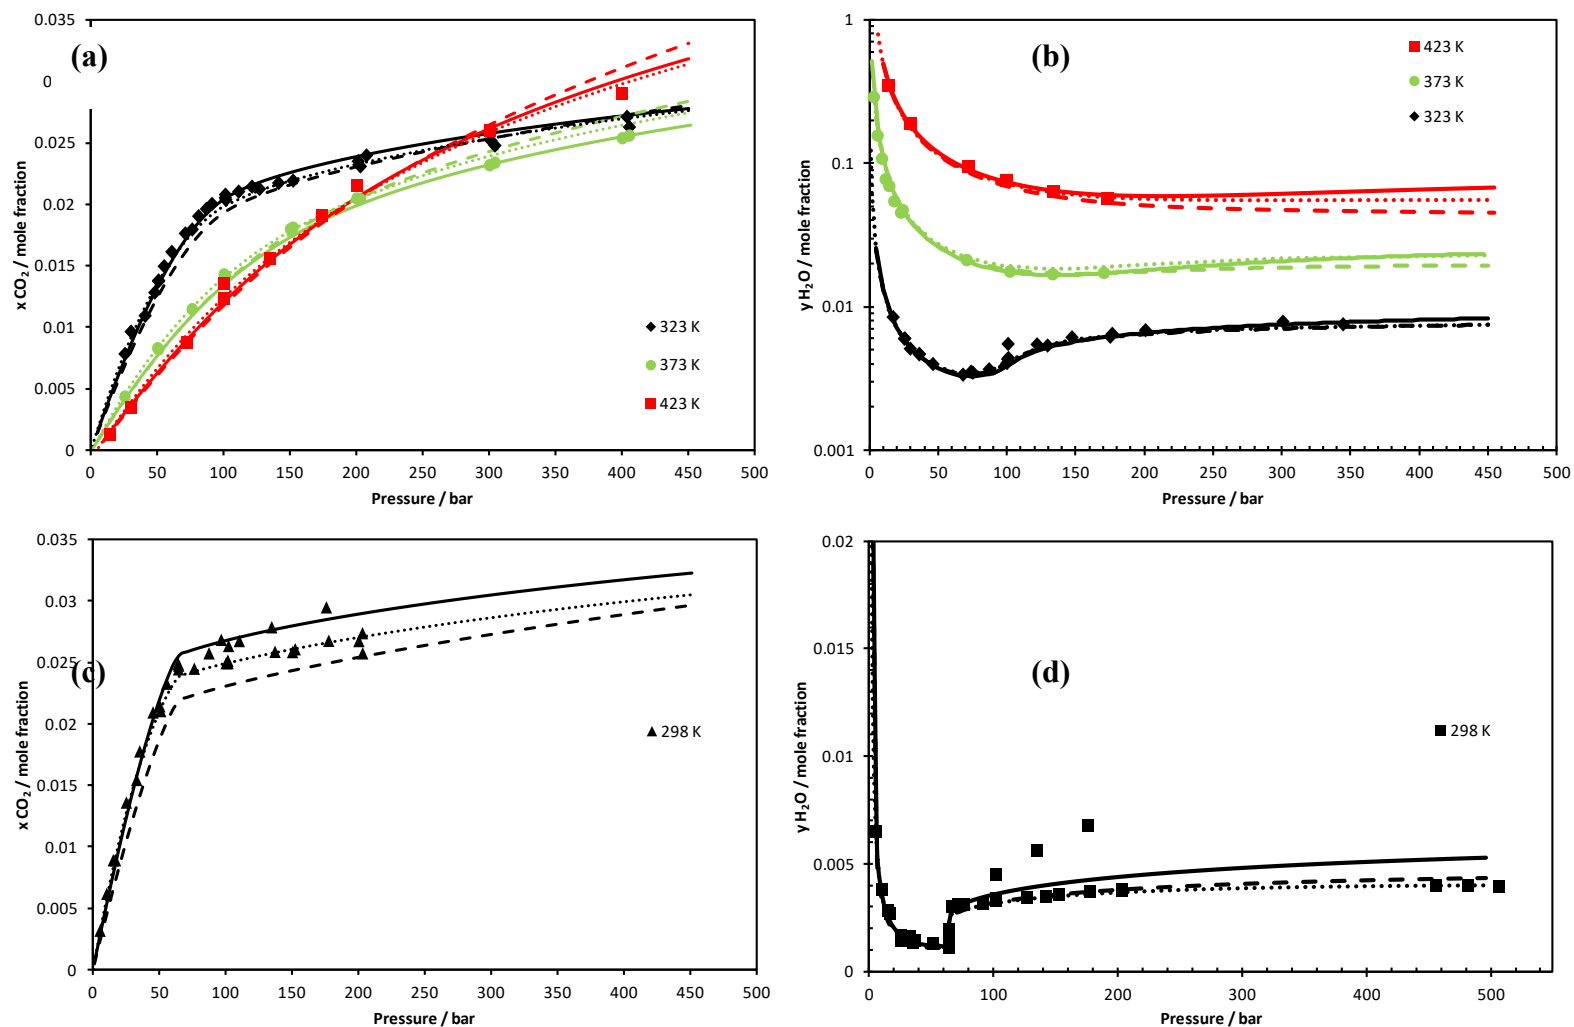 0.035
(a)
0
0.025
0.02
0.015
0.01
0.005
0
x CO₂ / mole fraction
323 K
373 K
423 K
0 50 100 150 200 250 300 350 400 450 500
Pressure / bar
1
0.1
0.01
0.001
y H₂O / mole fraction
(b)
423 K
373 K
323 K
0 50 100 150 200 250 300 350 400 450 500
Pressure / bar
0.035
0.03
0.025
0.02
0.015
0.01
0.005
0
x CO₂ / mole fraction
(c)
298 K
0 50 100 150 200 250 300 350 400 450 500
Pressure / bar
0.02
0.015
0.01
0.005
0
y H₂O / mole fraction
(d)
298 K
0 100 200 300 400 500
Pressure / bar